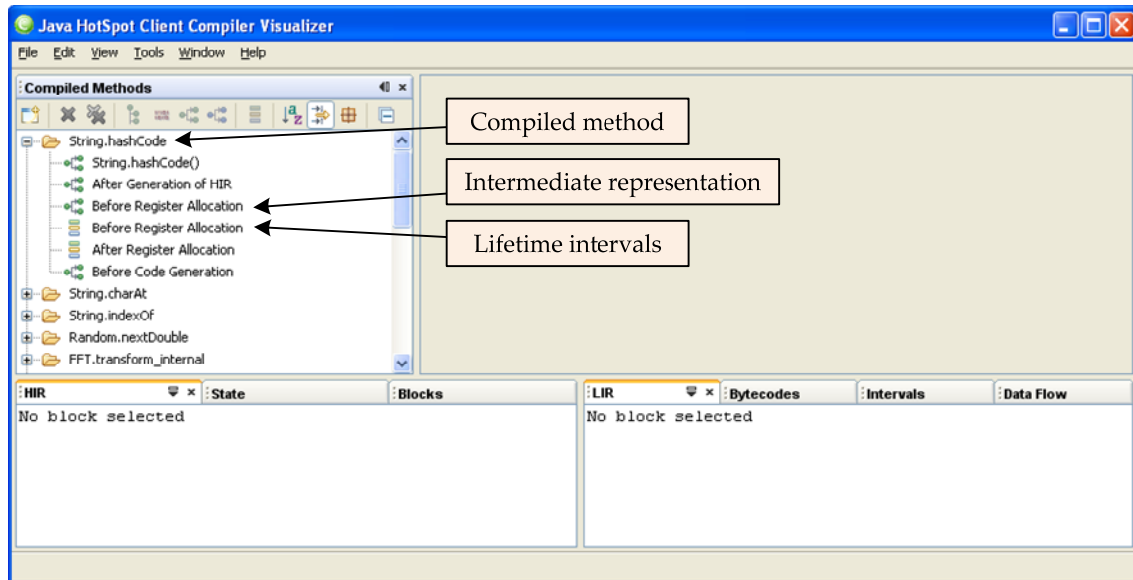 Java HotSpot Client Compiler Visualizer
File Edit View Tools Window Help
Compiled Methods
String.hashCode
String.hashCode()
After Generation of HIR
Before Register Allocation
Before Register Allocation
After Register Allocation
Before Code Generation
String.charAt
String.indexOf
Random.nextDouble
FFT.transform_internal
Compiled method
Intermediate representation
Lifetime intervals
HIR State Blocks
No block selected
LIR Bytecodes Intervals Data Flow
No block selected